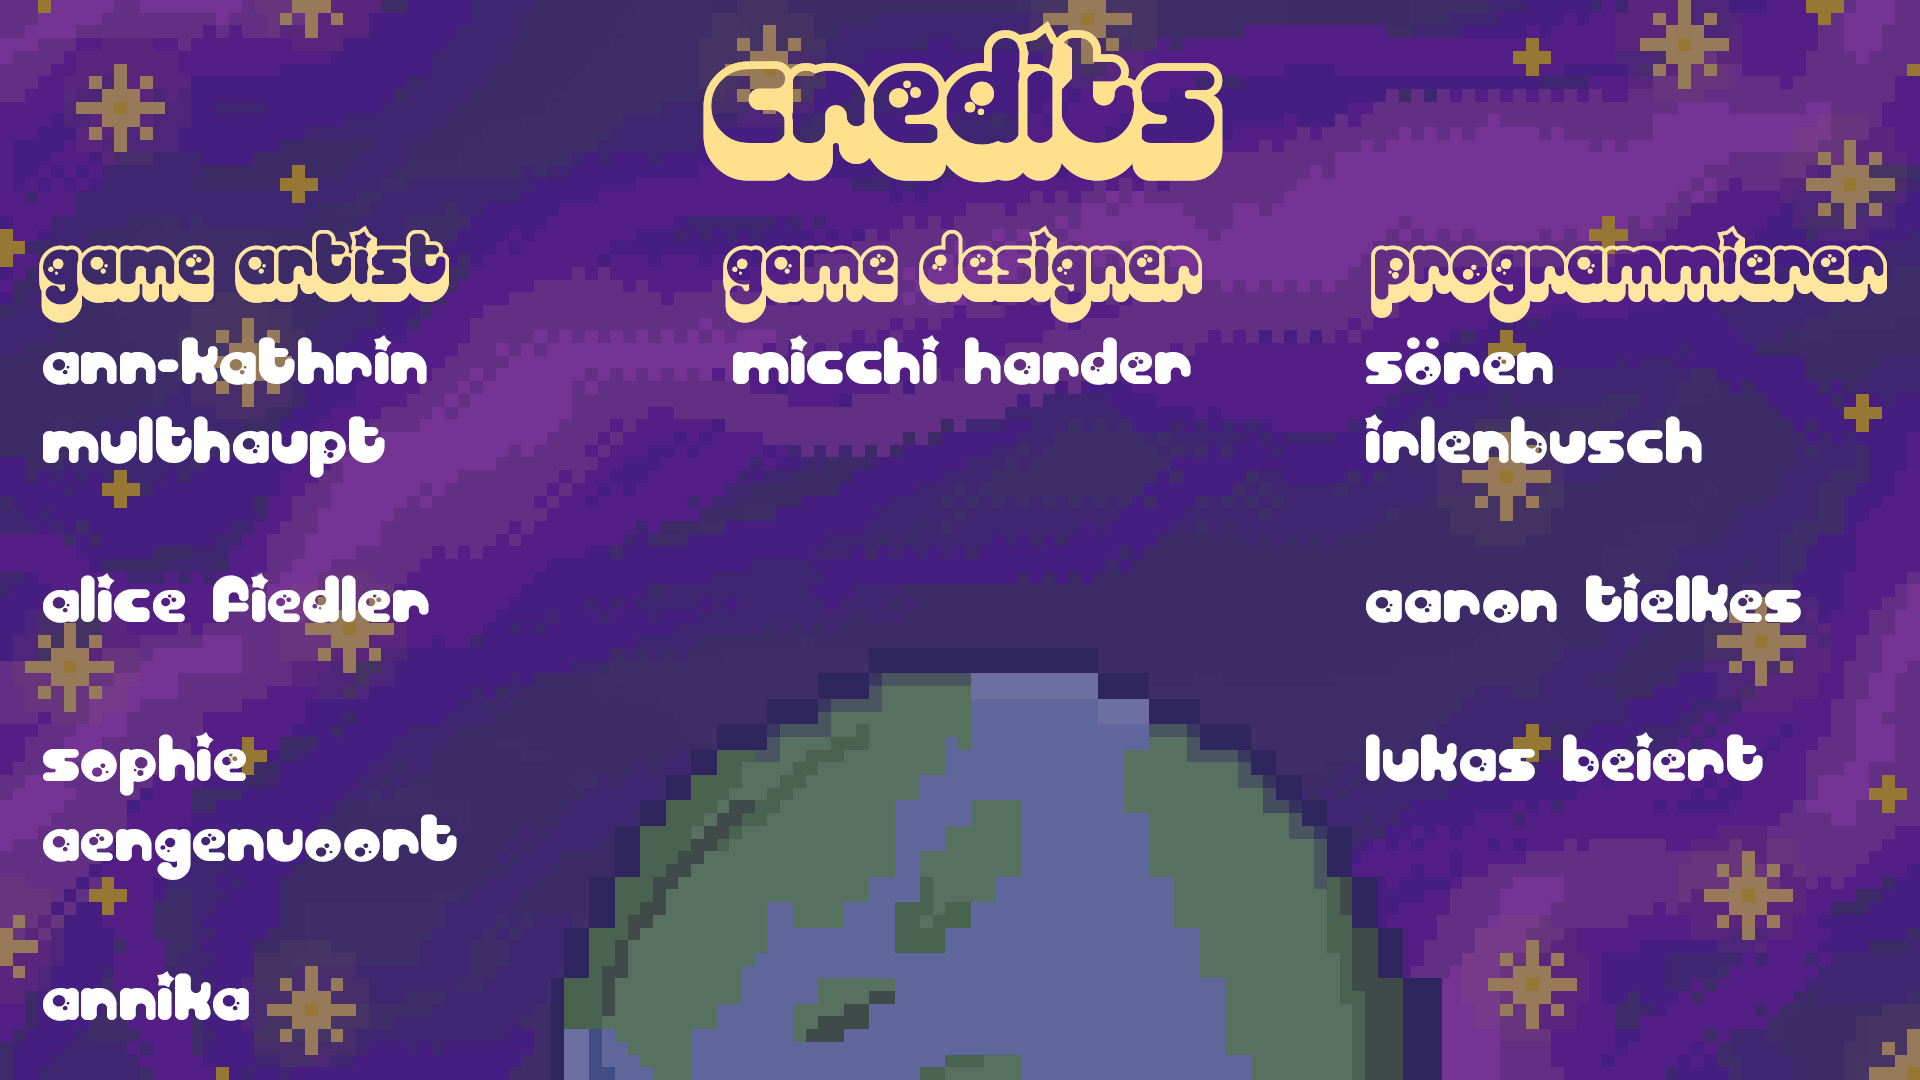 credits
game artist
ann-kathrin
multhaupt
alice fiedler
sophie
aengenvoort
annika
game designer
micchi harder
programmierer
sören
irlenbusch
aaron tielkes
lukas beiert